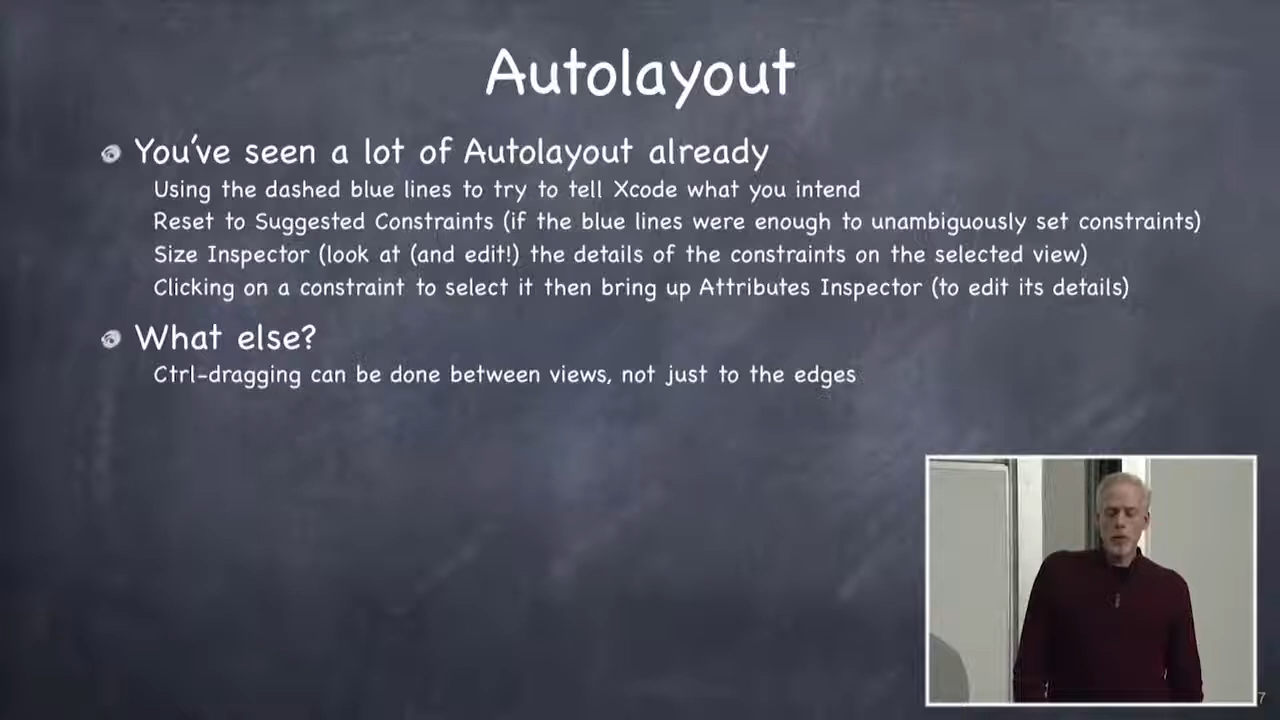 Autolayout
You've seen a lot of Autolayout already
Using the dashed blue lines to try to tell Xcode what you intend
Reset to Suggested Constraints (if the blue lines were enough to unambiguously set constraints)
Size Inspector (look at (and edit!) the details of the constraints on the selected view)
Clicking on a constraint to select it then bring up Attributes Inspector (to edit its details)
What else?
Ctrl-dragging can be done between views, not just to the edges
7